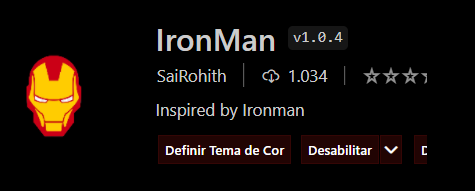 IronMan v1.0.4
SaiRohith 1.034
Inspired by Ironman
Definir Tema de Cor Desabilitar